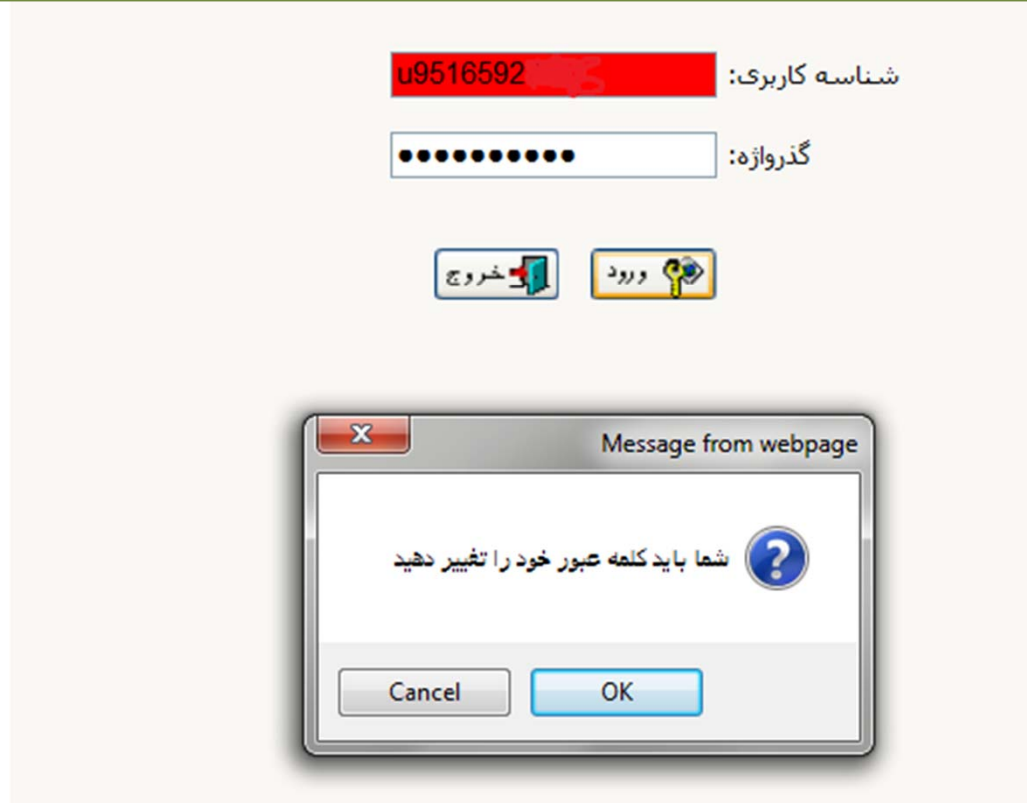 شناسه کاربری: u9516592
گذرواژه: ••••••••••
ورود خروج
Message from webpage
شما باید کلمه عبور خود را تغییر دهید
OK Cancel